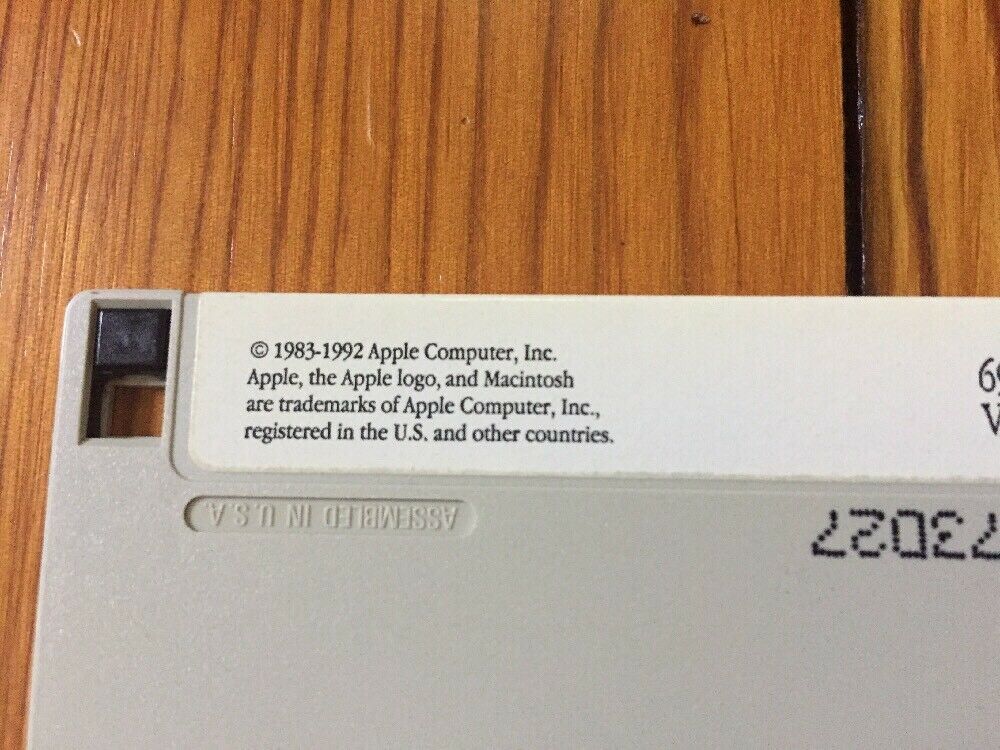 © 1983-1992 Apple Computer, Inc.
Apple, the Apple logo, and Macintosh
are trademarks of Apple Computer, Inc.,
registered in the U.S. and other countries.
ASSEMBLED IN U.S.A.